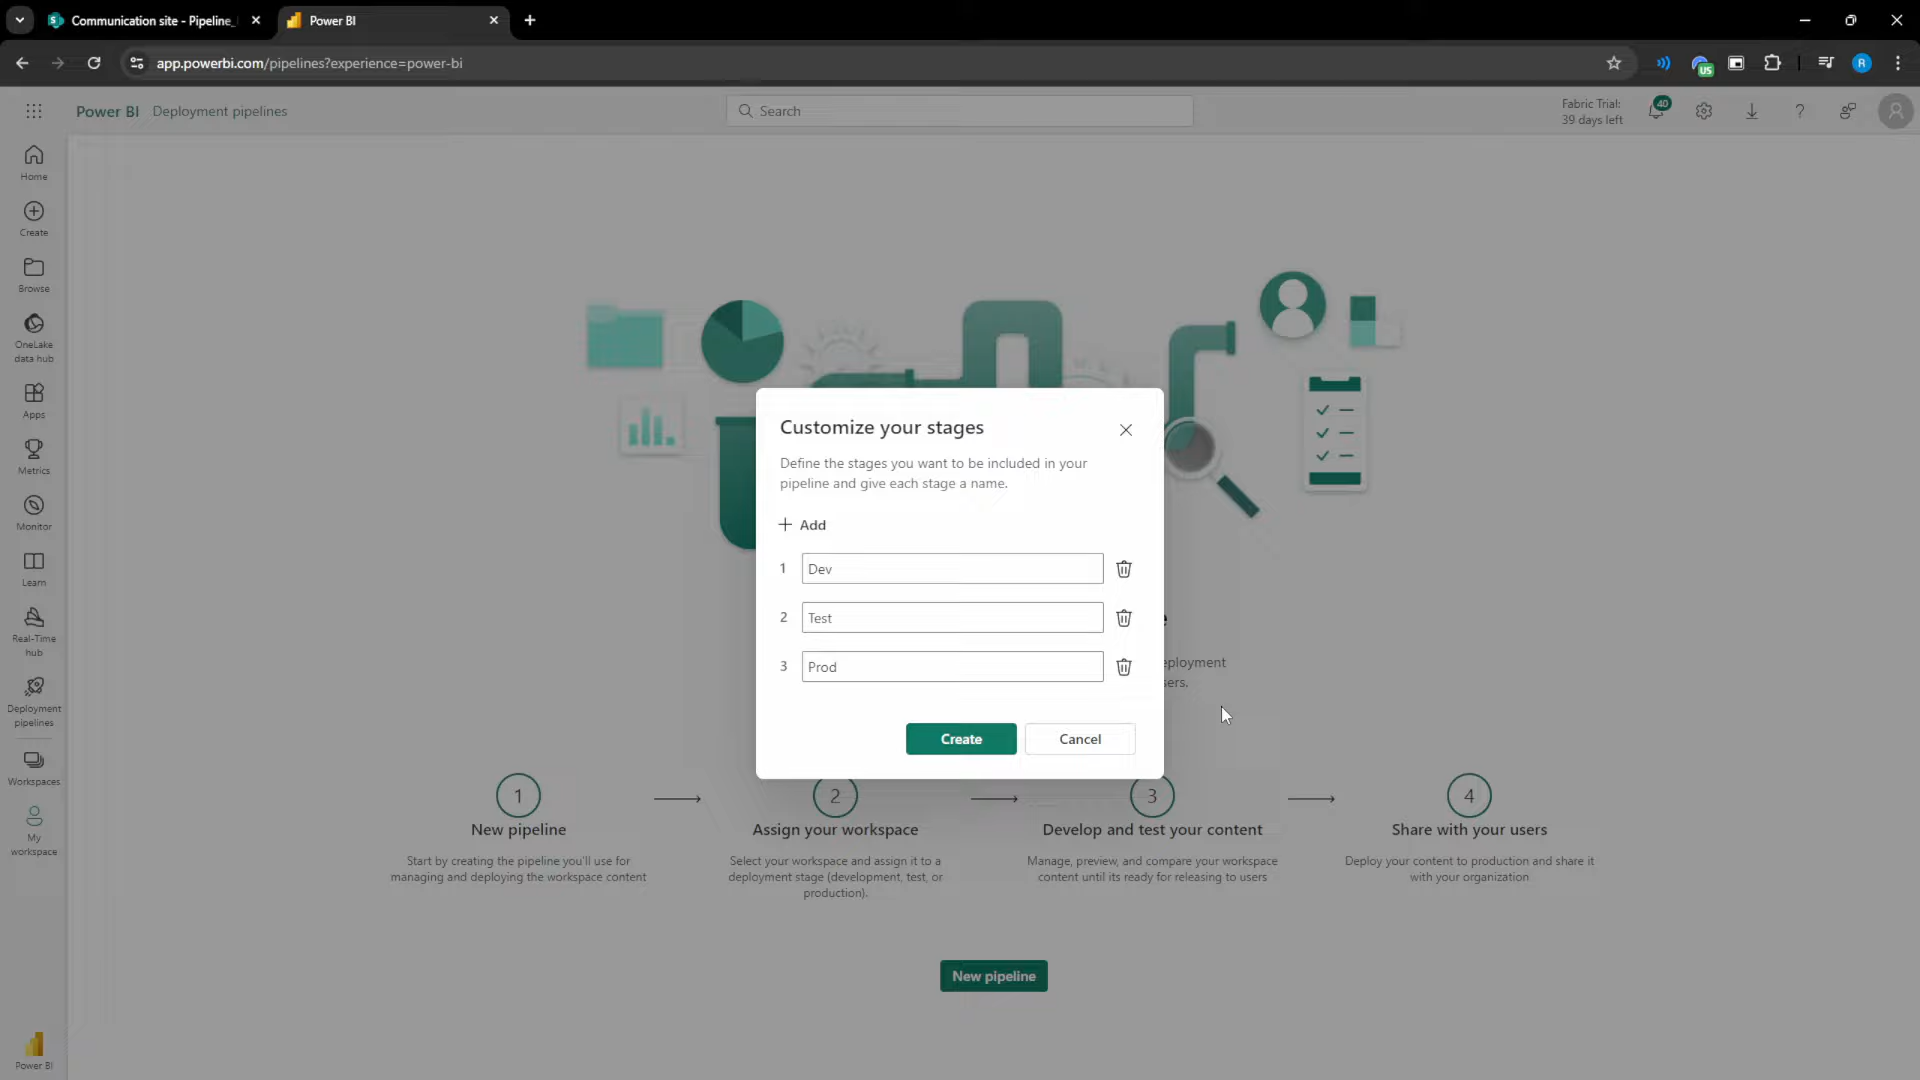 Communication site - Pipeline_
Power BI
app.powerbi.com/pipelines?experience=power-bi
US
R
Power BI
Deployment pipelines
Search
Fabric Trial:
39 days left
40
Home
Create
Browse
OneLake
data hub
Apps
Metrics
Monitor
Learn
Real-Time
hub
Deployment
pipelines
Workspaces
My
workspace
Power BI
Customize your stages
Define the stages you want to be included in your
pipeline and give each stage a name.
Add
1 Dev
2 Test
3 Prod
Create
Cancel
e
eployment
sers.
1
New pipeline
Start by creating the pipeline you'll use for
managing and deploying the workspace content
2
Assign your workspace
Select your workspace and assign it to a
deployment stage (development, test, or
production).
3
Develop and test your content
Manage, preview, and compare your workspace
content until its ready for releasing to users
4
Share with your users
Deploy your content to production and share it
with your organization
New pipeline